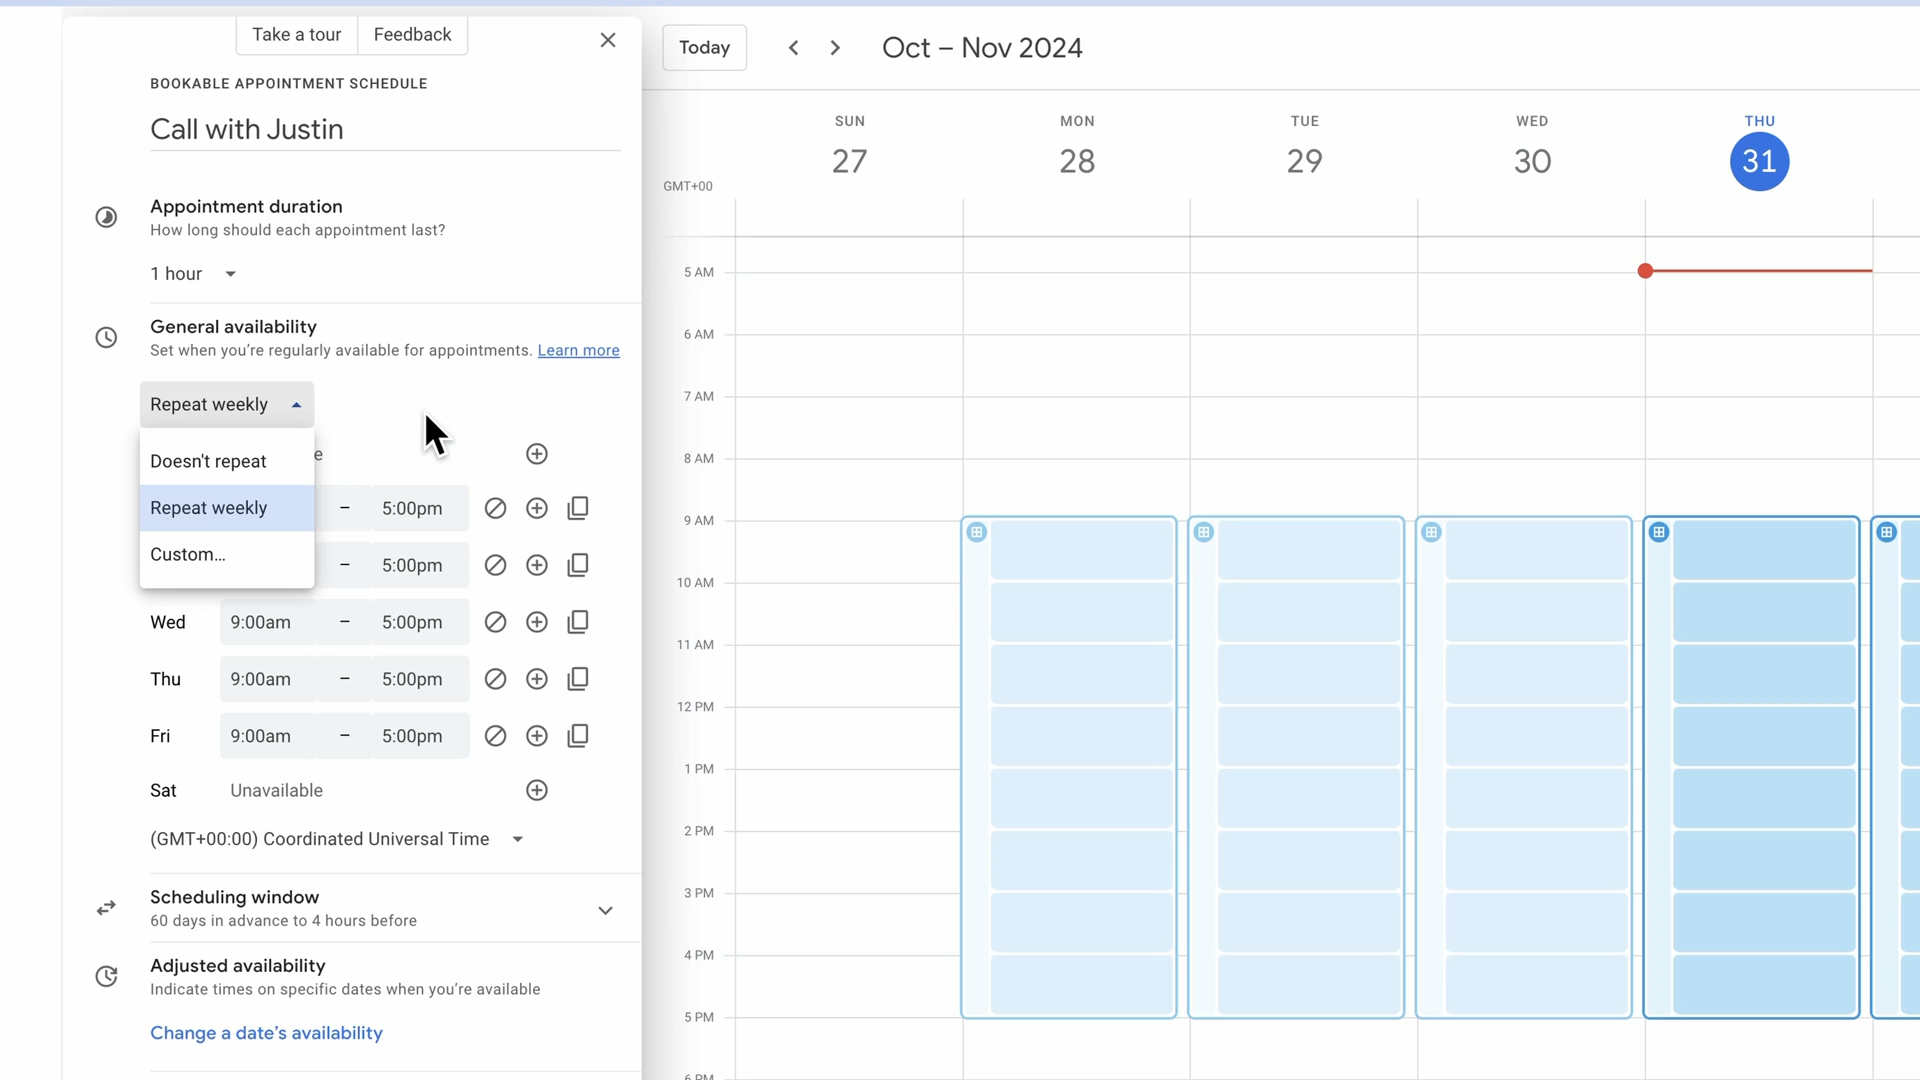 Take a tour
Feedback
BOOKABLE APPOINTMENT SCHEDULE
Call with Justin
Appointment duration
How long should each appointment last?
1 hour
General availability
Set when you're regularly available for appointments. Learn more
Repeat weekly
Doesn't repeat
e
Repeat weekly
– 5:00pm
Custom...
– 5:00pm
Wed 9:00am – 5:00pm
Thu 9:00am – 5:00pm
Fri 9:00am – 5:00pm
Sat Unavailable
(GMT+00:00) Coordinated Universal Time
Scheduling window
60 days in advance to 4 hours before
Adjusted availability
Indicate times on specific dates when you're available
Change a date's availability
Today
Oct – Nov 2024
SUN MON TUE WED THU
27 28 29 30 31
GMT+00
5 AM
6 AM
7 AM
8 AM
9 AM
10 AM
11 AM
12 PM
1 PM
2 PM
3 PM
4 PM
5 PM
6 PM